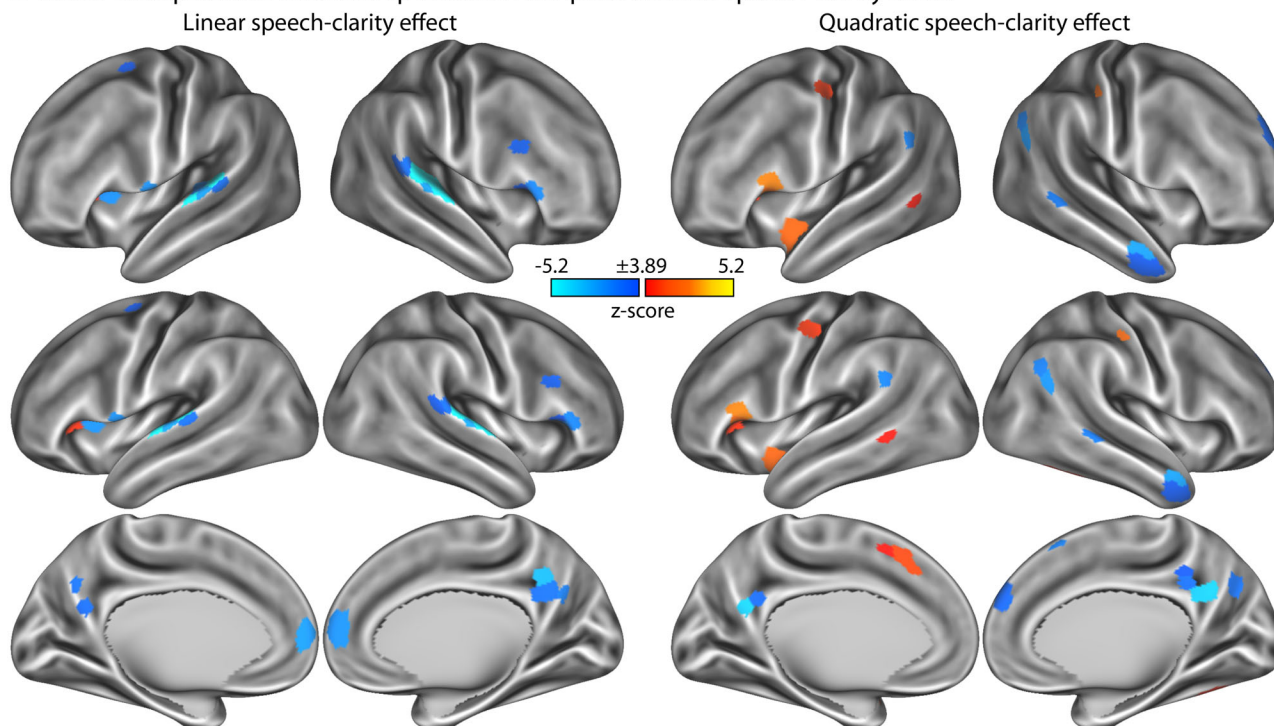 Linear speech-clarity effect
Quadratic speech-clarity effect
-5.2 ±3.89 5.2
z-score